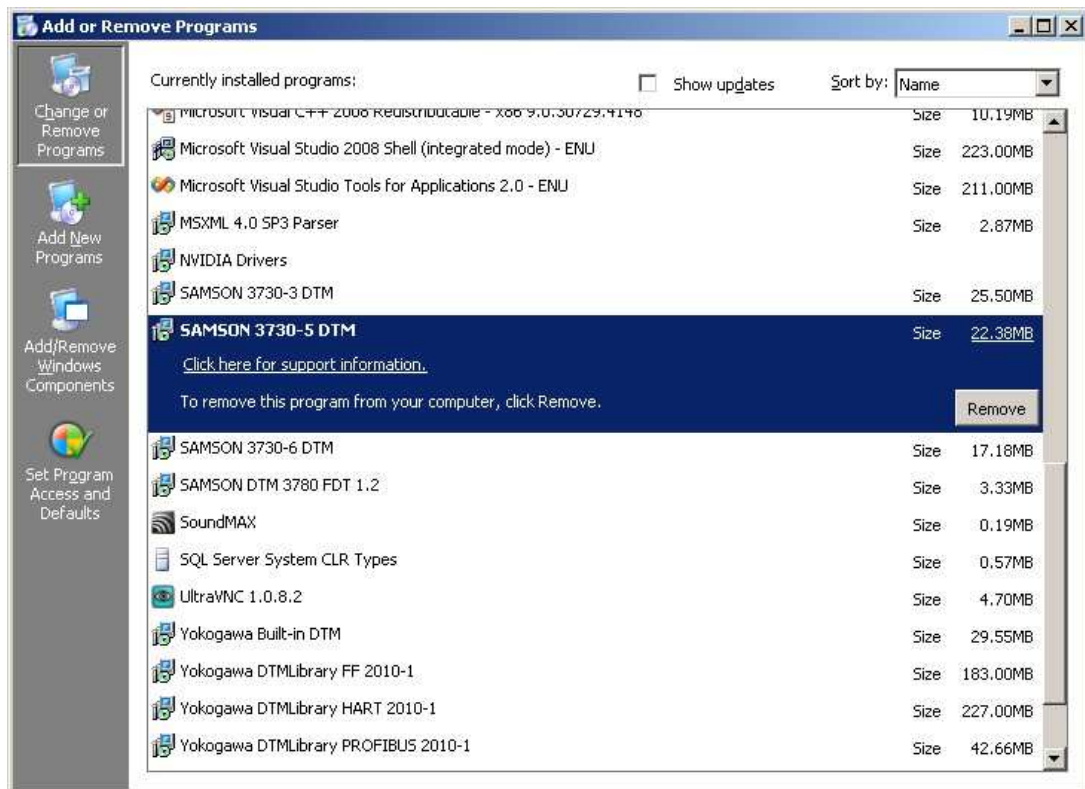 Add or Remove Programs
Change or
Remove
Programs
Add New
Programs
Add/Remove
Windows
Components
Set Program
Access and
Defaults
Currently installed programs:
Show updates
Sort by: Name
Microsoft Visual C++ 2008 Redistributable - x86 9.0.30729.4148 Size 10.19MB
Microsoft Visual Studio 2008 Shell (integrated mode) - ENU Size 223.00MB
Microsoft Visual Studio Tools for Applications 2.0 - ENU Size 211.00MB
MSXML 4.0 SP3 Parser Size 2.87MB
NVIDIA Drivers
SAMSON 3730-3 DTM Size 25.50MB
SAMSON 3730-5 DTM Size 22.38MB
Click here for support information.
To remove this program from your computer, click Remove.
Remove
SAMSON 3730-6 DTM Size 17.18MB
SAMSON DTM 3780 FDT 1.2 Size 3.33MB
SoundMAX Size 0.19MB
SQL Server System CLR Types Size 0.57MB
UltraVNC 1.0.8.2 Size 4.70MB
Yokogawa Built-in DTM Size 29.55MB
Yokogawa DTMLibrary FF 2010-1 Size 183.00MB
Yokogawa DTMLibrary HART 2010-1 Size 227.00MB
Yokogawa DTMLibrary PROFIBUS 2010-1 Size 42.66MB